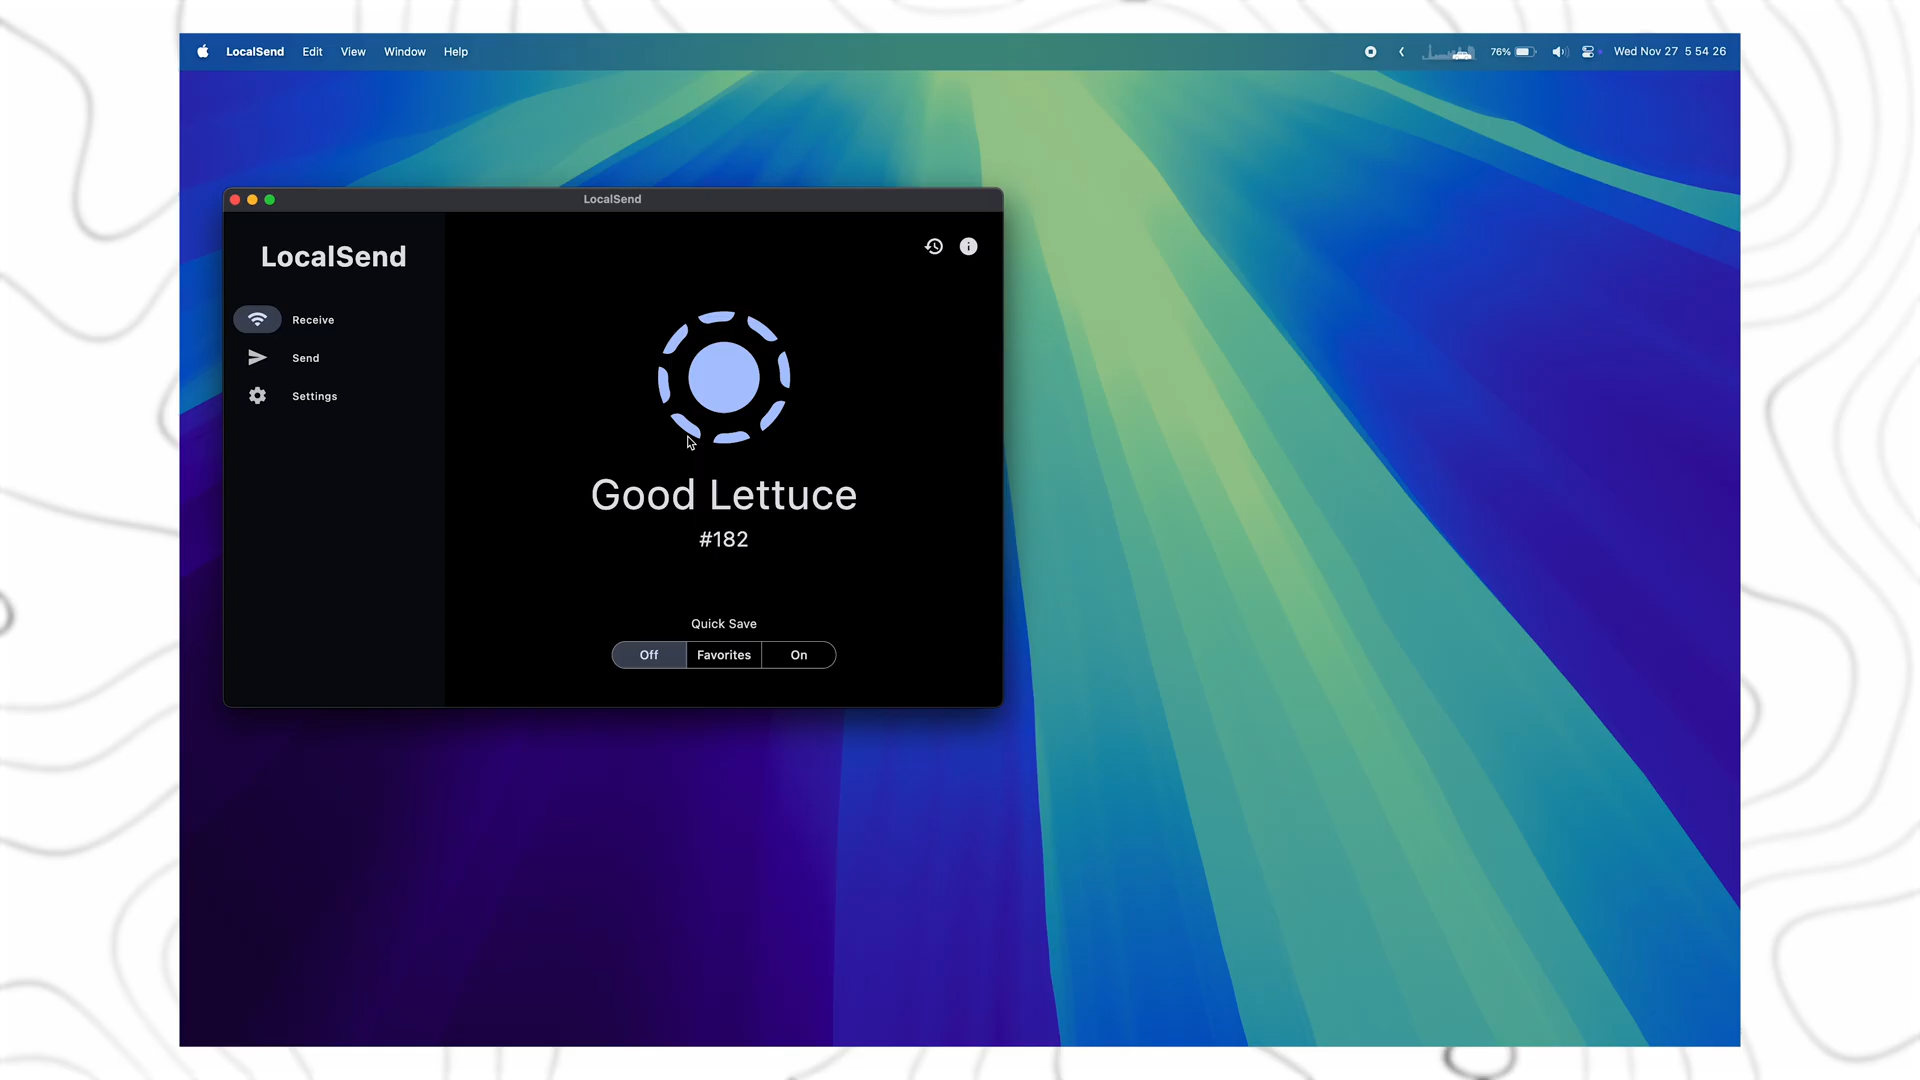 LocalSend Edit View Window Help 76% Wed Nov 27 5 54 26
LocalSend
LocalSend
Receive
Send
Settings
Good Lettuce
#182
Quick Save
Off Favorites On